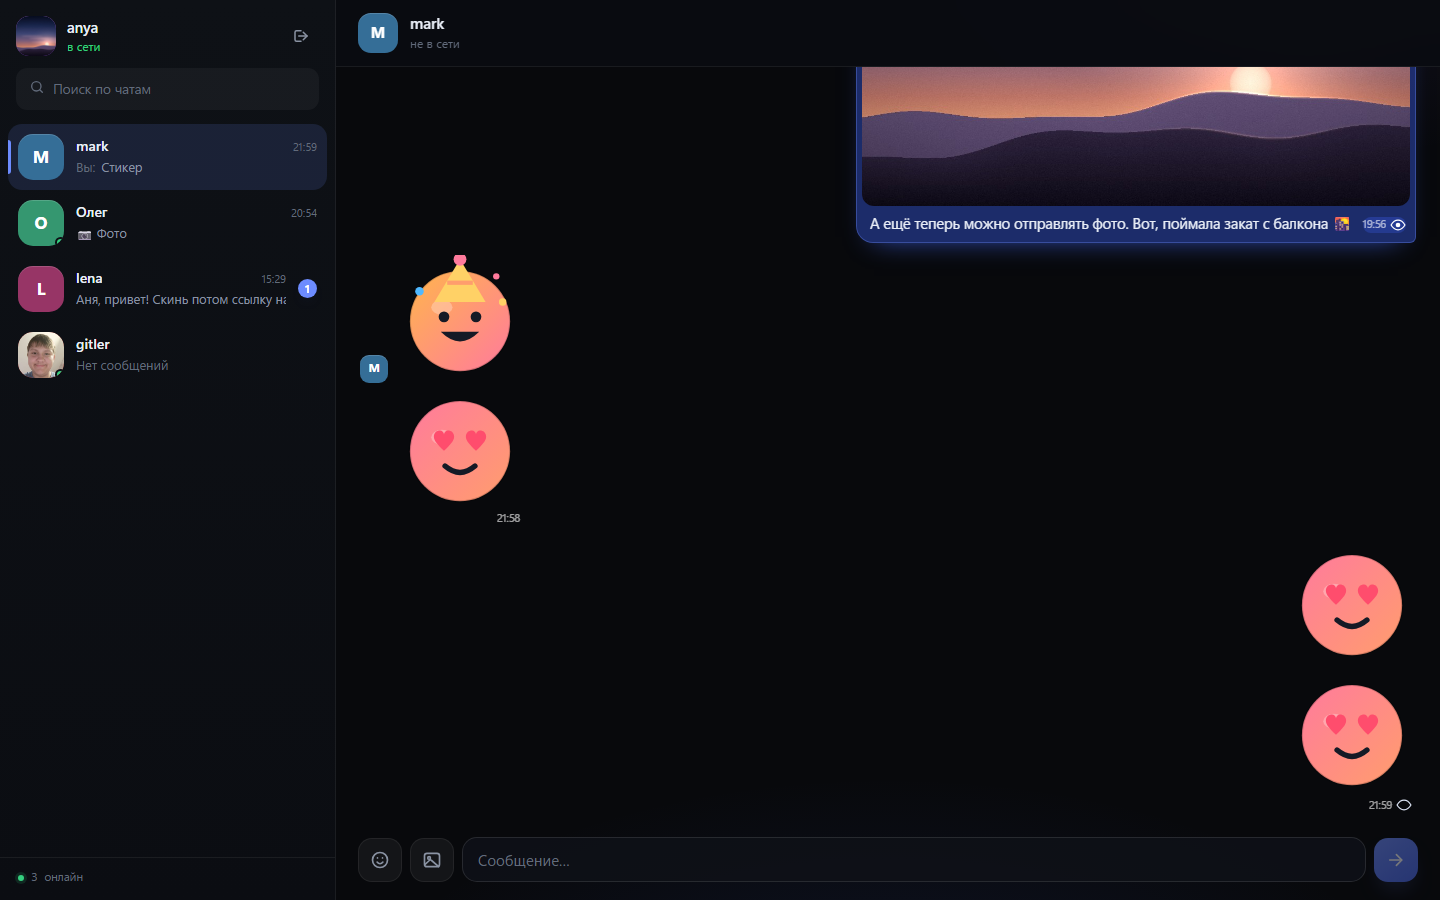 anya
в сети
Поиск по чатам
M
mark
21:59
Вы: Стикер
О
Олег
20:54
Фото
L
lena
15:29
Аня, привет! Скинь потом ссылку на
1
gitler
Нет сообщений
3 онлайн
M
mark
не в сети
А ещё теперь можно отправлять фото. Вот, поймала закат с балкона
19:56
M
21:58
21:59
Сообщение...